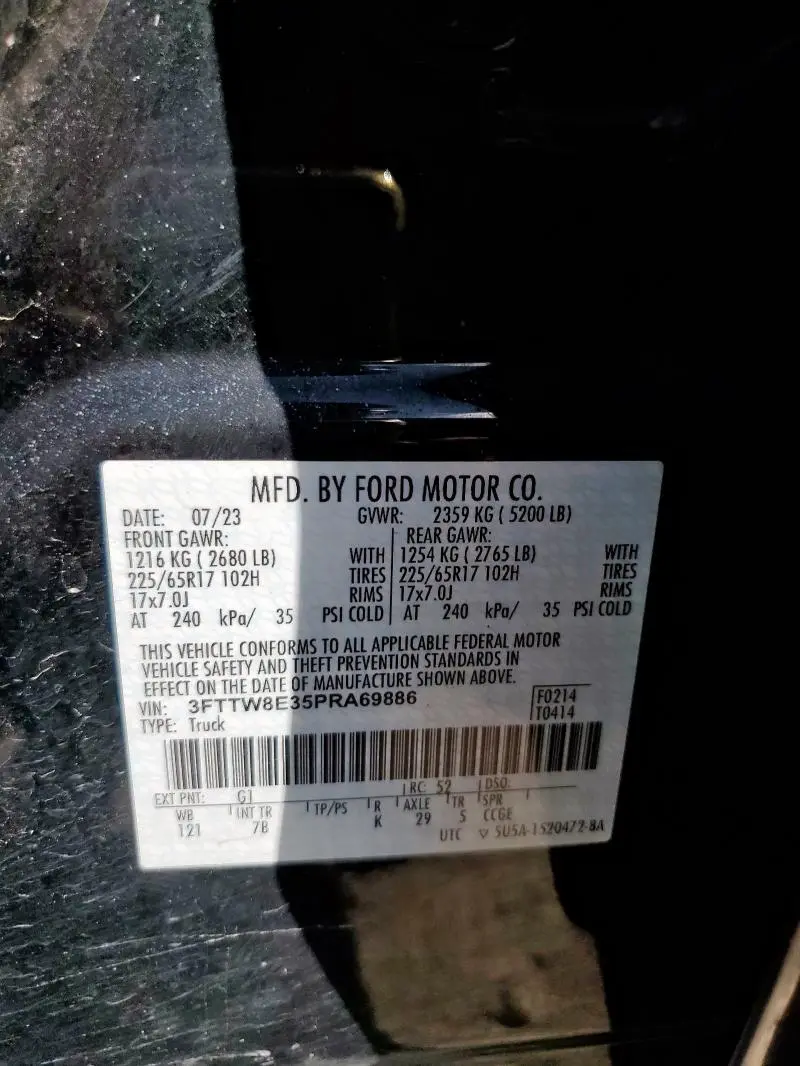 MFD. BY FORD MOTOR CO.
DATE: 07/23 GVWR: 2359 KG ( 5200 LB)
FRONT GAWR: REAR GAWR:
1216 KG ( 2680 LB) WITH 1254 KG ( 2765 LB) WITH
225/65R17 102H TIRES 225/65R17 102H TIRES
17x7.0J RIMS 17x7.0J RIMS
AT 240 kPa/ 35 PSI COLD AT 240 kPa/ 35 PSI COLD
THIS VEHICLE CONFORMS TO ALL APPLICABLE FEDERAL MOTOR
VEHICLE SAFETY AND THEFT PREVENTION STANDARDS IN
EFFECT ON THE DATE OF MANUFACTURE SHOWN ABOVE.
VIN: 3FTTW8E35PRA69886 F0214
TYPE: Truck T0414
EXT PNT: G1 RC: 52 DSO:
WB INT TR TP/PS R AXLE TR SPR
121 7B K 29 5 CCGE
UTC ▽ 5U5A-1520472-BA